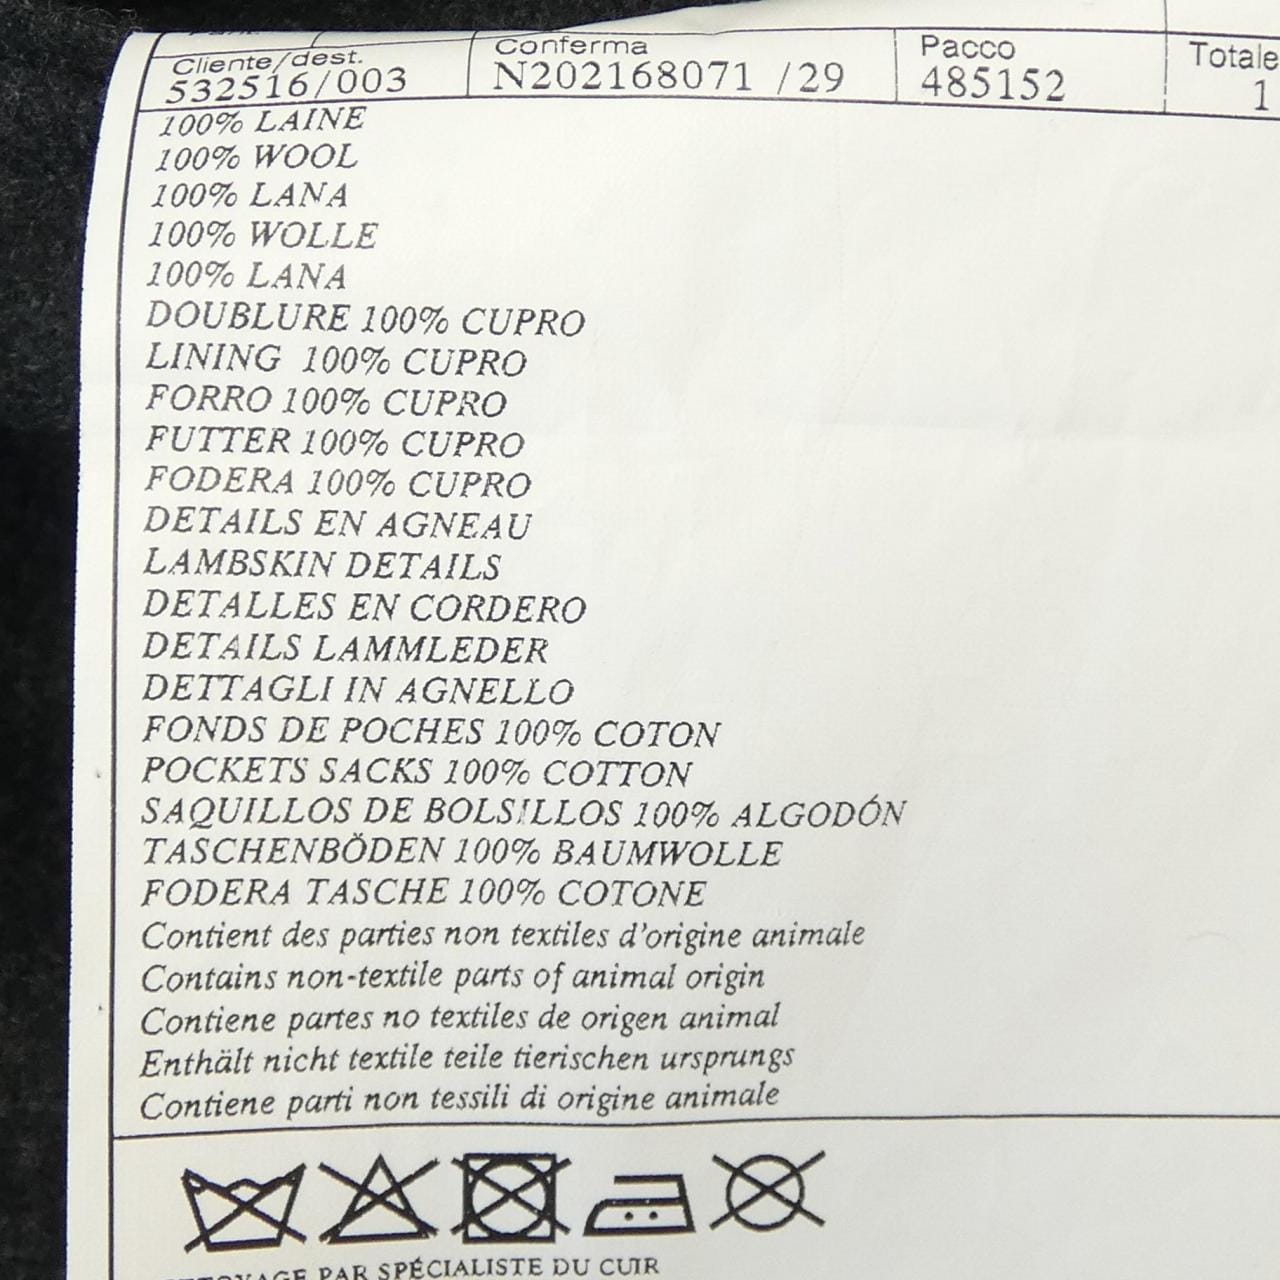 Cliente/dest. Conferma Pacco Totale
532516/003 N202168071 /29 485152 1
100% LAINE
100% WOOL
100% LANA
100% WOLLE
100% LANA
DOUBLURE 100% CUPRO
LINING 100% CUPRO
FORRO 100% CUPRO
FUTTER 100% CUPRO
FODERA 100% CUPRO
DETAILS EN AGNEAU
LAMBSKIN DETAILS
DETALLES EN CORDERO
DETAILS LAMMLEDER
DETTAGLI IN AGNELLO
FONDS DE POCHES 100% COTON
POCKETS SACKS 100% COTTON
SAQUILLOS DE BOLSILLOS 100% ALGODÓN
TASCHENBÖDEN 100% BAUMWOLLE
FODERA TASCHE 100% COTONE
Contient des parties non textiles d'origine animale
Contains non-textile parts of animal origin
Contiene partes no textiles de origen animal
Enthält nicht textile teile tierischen ursprungs
Contiene parti non tessili di origine animale
PAR SPÉCIALISTE DU CUIR